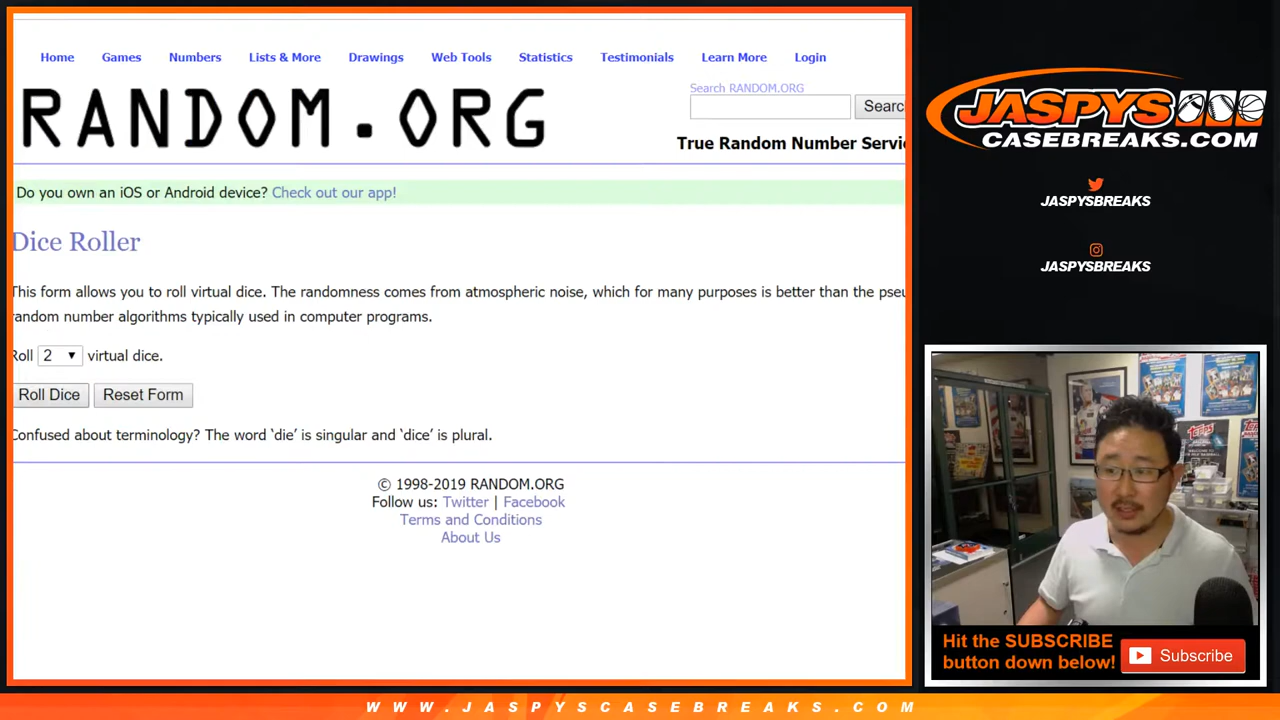 Home Games Numbers Lists & More Drawings Web Tools Statistics Testimonials Learn More Login
Search RANDOM.ORG
RANDOM.ORG
Searc
True Random Number Servi
Do you own an iOS or Android device? Check out our app!
Dice Roller
This form allows you to roll virtual dice. The randomness comes from atmospheric noise, which for many purposes is better than the pseu
random number algorithms typically used in computer programs.
Roll 2 virtual dice.
Roll Dice Reset Form
Confused about terminology? The word ‘die’ is singular and ‘dice’ is plural.
© 1998-2019 RANDOM.ORG
Follow us: Twitter | Facebook
Terms and Conditions
About Us
JASPYS
CASEBREAKS.COM
JASPYSBREAKS
JASPYSBREAKS
TOPPS
Hit the SUBSCRIBE
button down below!
Subscribe
WWW.JASPYSCASEBREAKS.COM